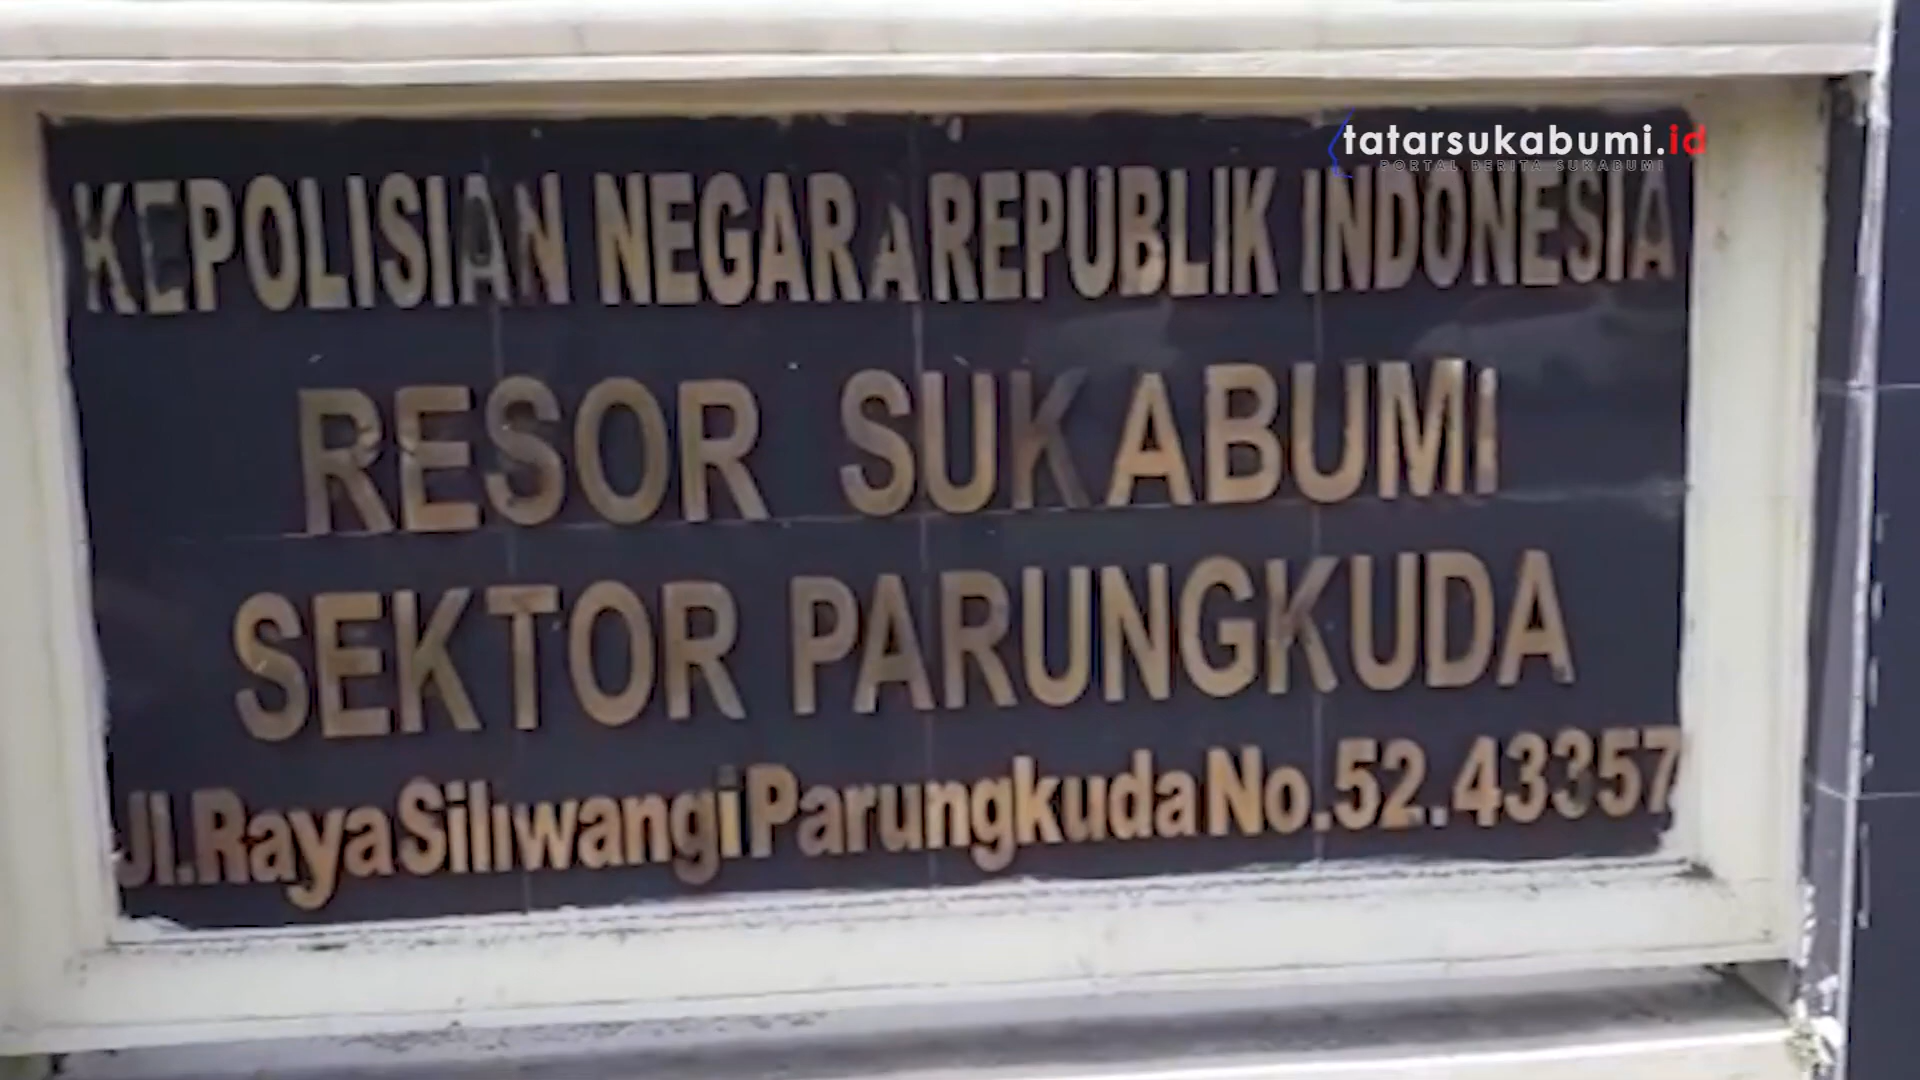 tatarsukabumi.id
PORTAL BERITA SUKABUMI
KEPOLISIAN NEGARA REPUBLIK INDONESIA
RESOR SUKABUMI
SEKTOR PARUNGKUDA
Jl.Raya Siliwangi Parungkuda No.52.43357